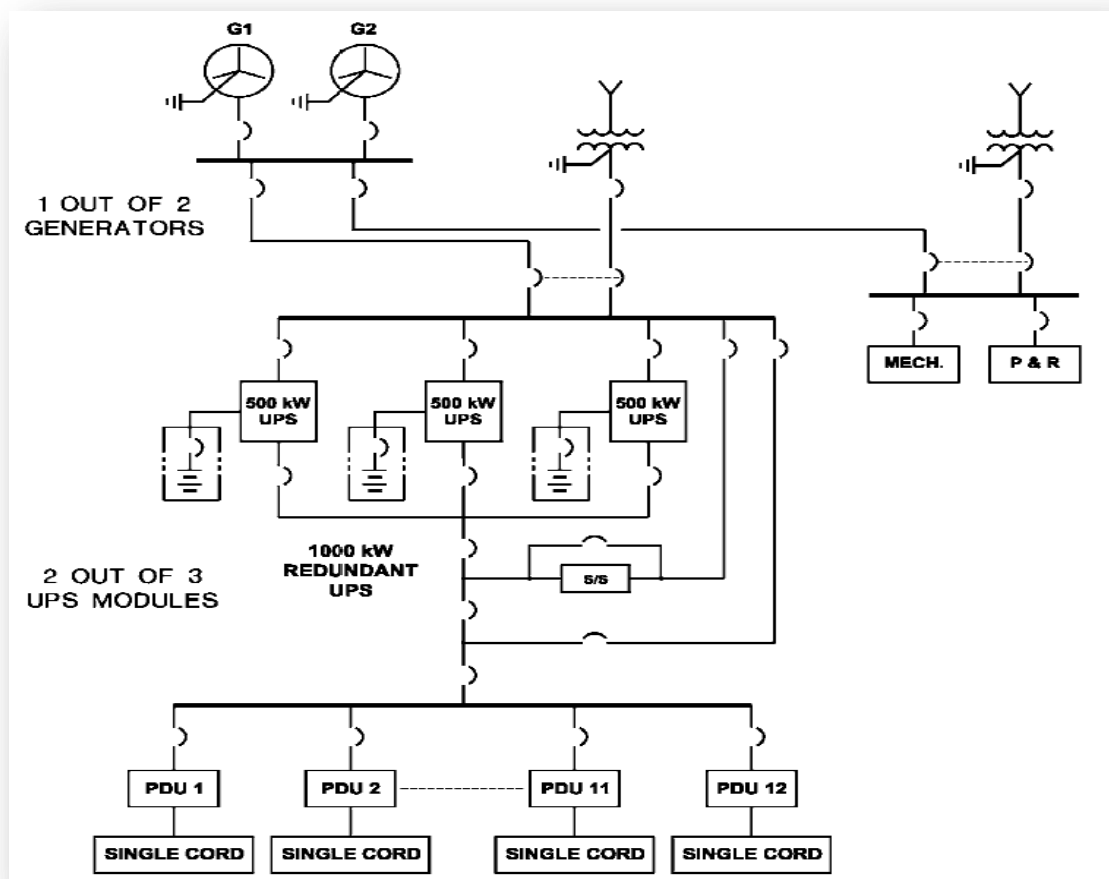 G1
G2
1 OUT OF 2
GENERATORS
MECH.
P & R
500 kW
UPS
500 kW
UPS
500 kW
UPS
1000 kW
REDUNDANT
UPS
S/S
2 OUT OF 3
UPS MODULES
PDU 1
PDU 2
PDU 11
PDU 12
SINGLE CORD
SINGLE CORD
SINGLE CORD
SINGLE CORD